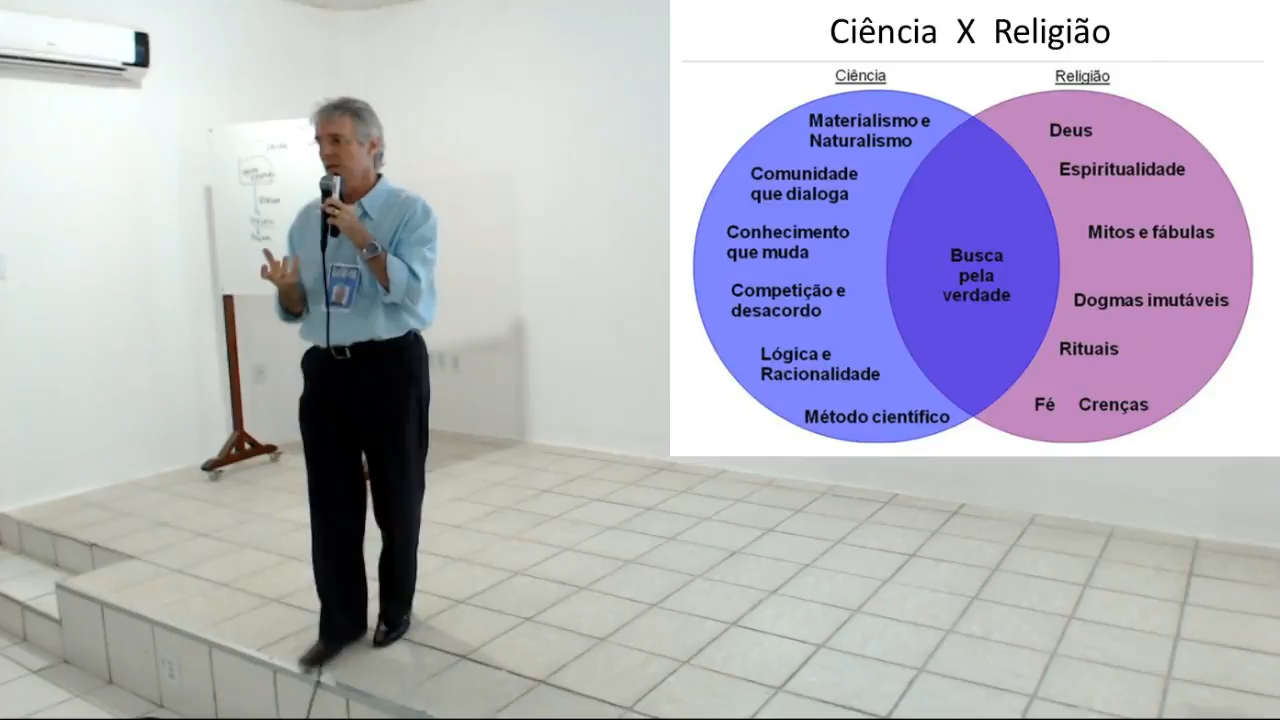 Ciência X Religião
Ciência
Religião
Materialismo e
Naturalismo
Comunidade
que dialoga
Conhecimento
que muda
Competição e
desacordo
Lógica e
Racionalidade
Método científico
Busca
pela
verdade
Deus
Espiritualidade
Mitos e fábulas
Dogmas imutáveis
Rituais
Fé Crenças